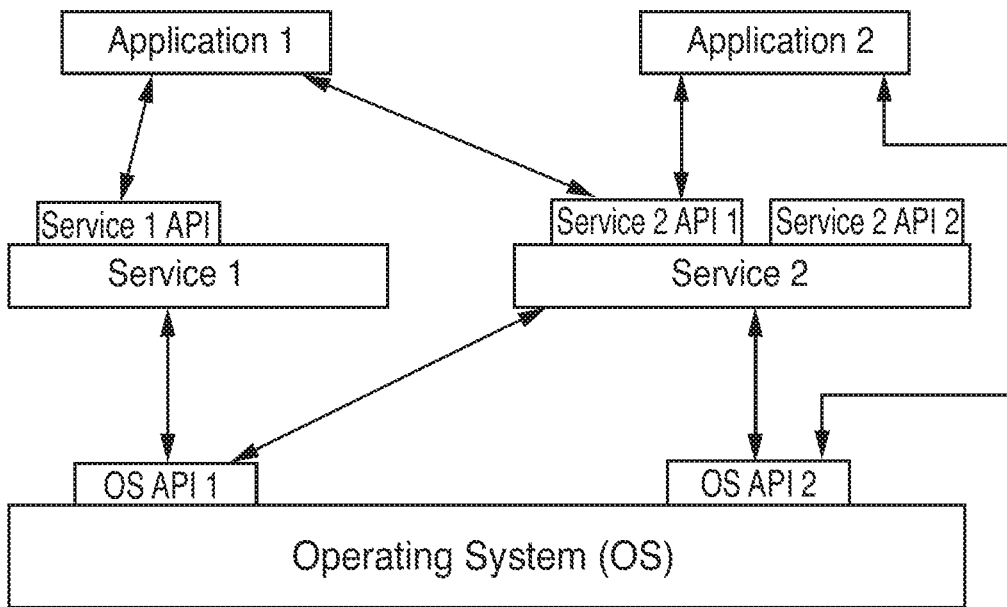 Application 1
Application 2
Service 1 API
Service 2 API 1
Service 2 API 2
Service 1
Service 2
OS API 1
OS API 2
Operating System (OS)